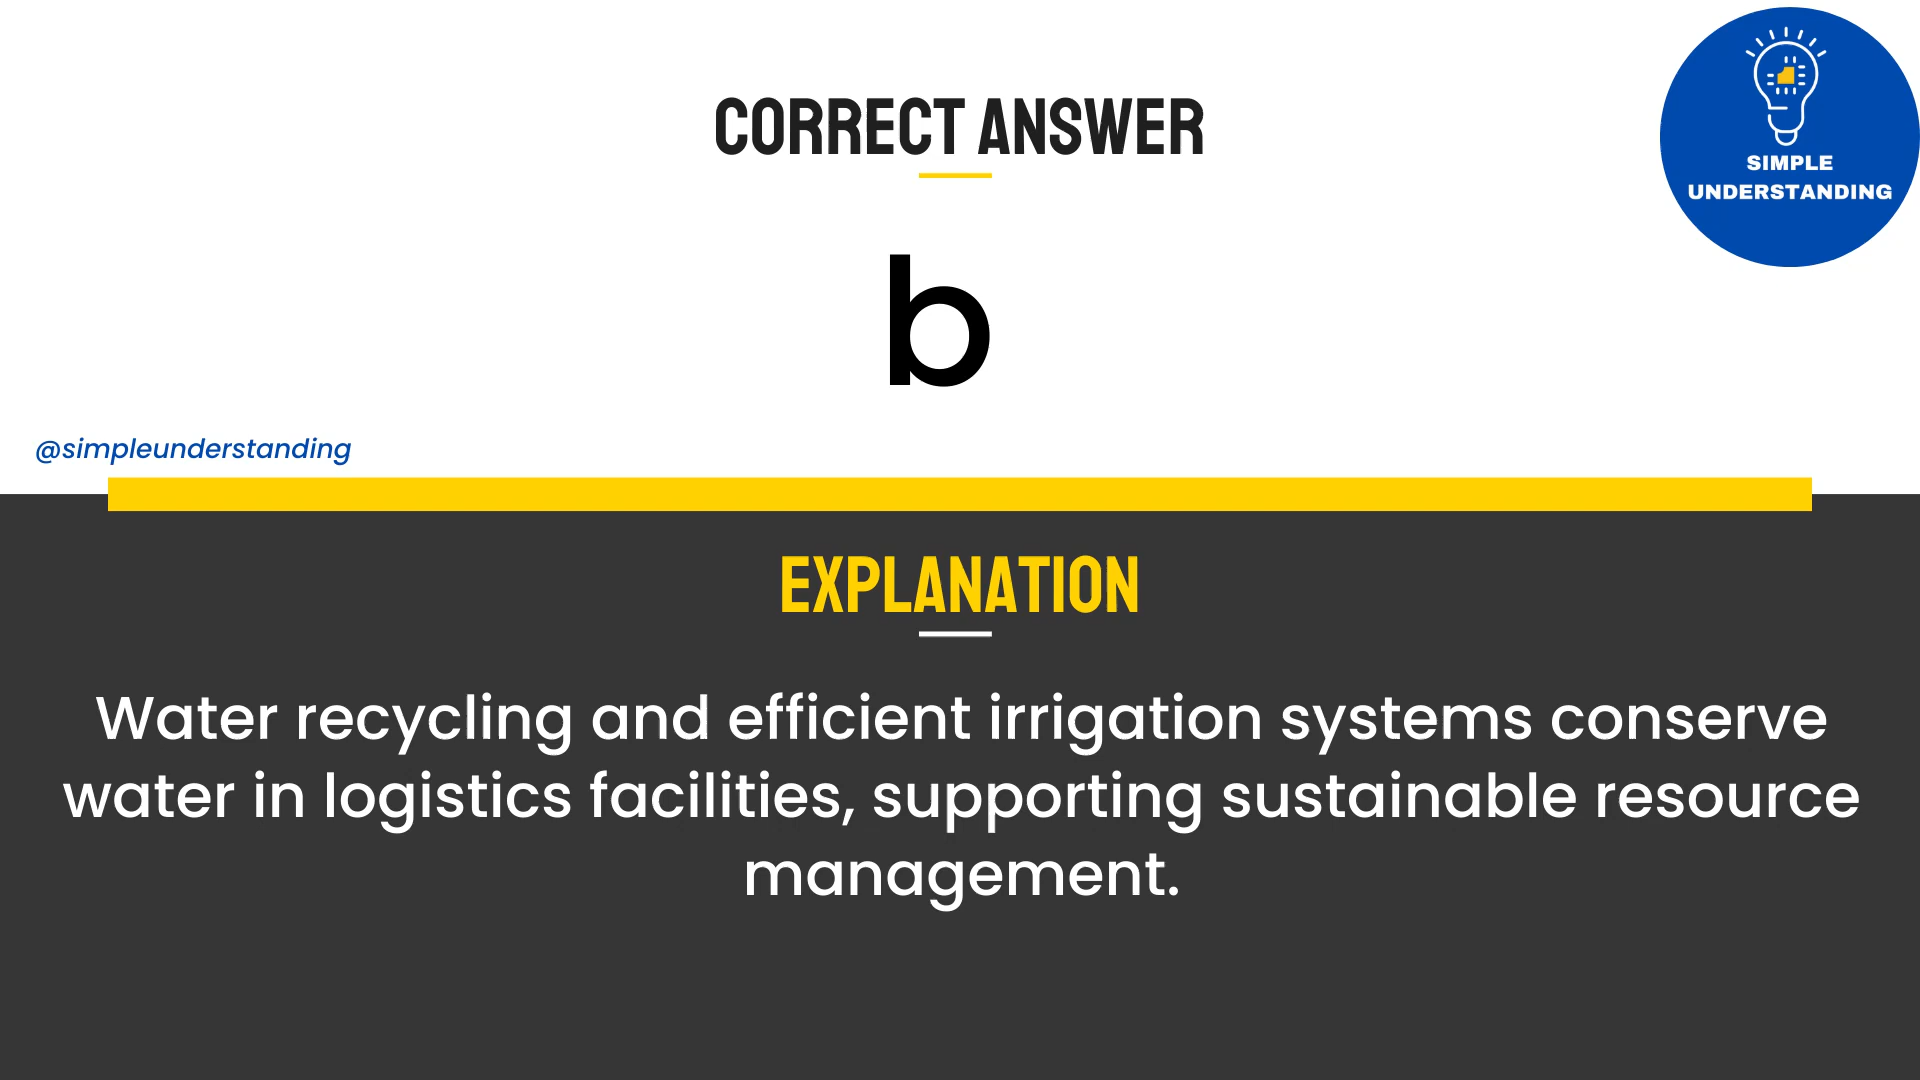 CORRECT ANSWER
SIMPLE
UNDERSTANDING
b
@simpleunderstanding
EXPLANATION
Water recycling and efficient irrigation systems conserve
water in logistics facilities, supporting sustainable resource
management.